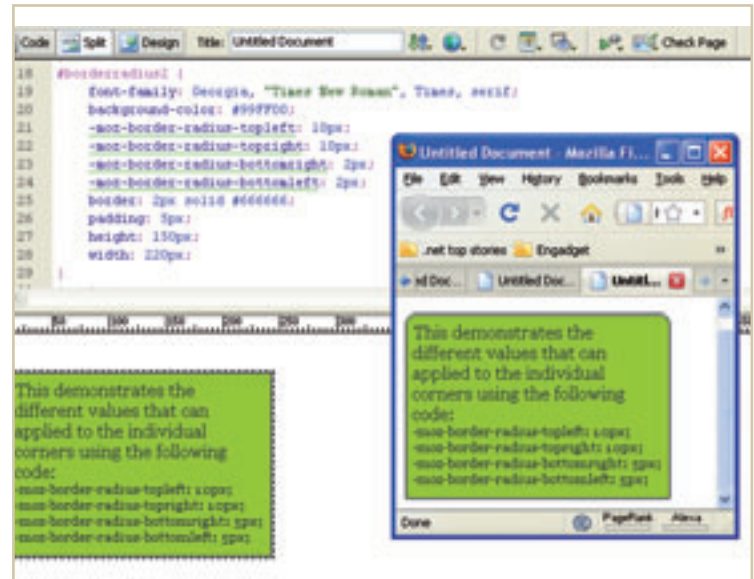 Code Split Design Title: Untitled Document Check Page
18 #borderradius2 {
19 font-family: Georgia, "Times New Roman", Times, serif;
20 background-color: #99FF00;
21 -moz-border-radius-topleft: 10px;
22 -moz-border-radius-topright: 10px;
23 -moz-border-radius-bottomright: 2px;
24 -moz-border-radius-bottomleft: 2px;
25 border: 2px solid #666666;
26 padding: 5px;
27 height: 150px;
28 width: 220px;
29 }
50 100 150 200 250 300
This demonstrates the
different values that can
applied to the individual
corners using the following
code:
-moz-border-radius-topleft: 10px;
-moz-border-radius-topright: 10px;
-moz-border-radius-bottomright: 5px;
-moz-border-radius-bottomleft: 5px;
Untitled Document - Mozilla Fi...
File Edit View History Bookmarks Tools Help
.net top stories Engadget
ed Doc... Untitled Doc... Untitl...
This demonstrates the
different values that can
applied to the individual
corners using the following
code:
-moz-border-radius-topleft: 10px;
-moz-border-radius-topright: 10px;
-moz-border-radius-bottomright: 5px;
-moz-border-radius-bottomleft: 5px;
Done PageRank Alexa